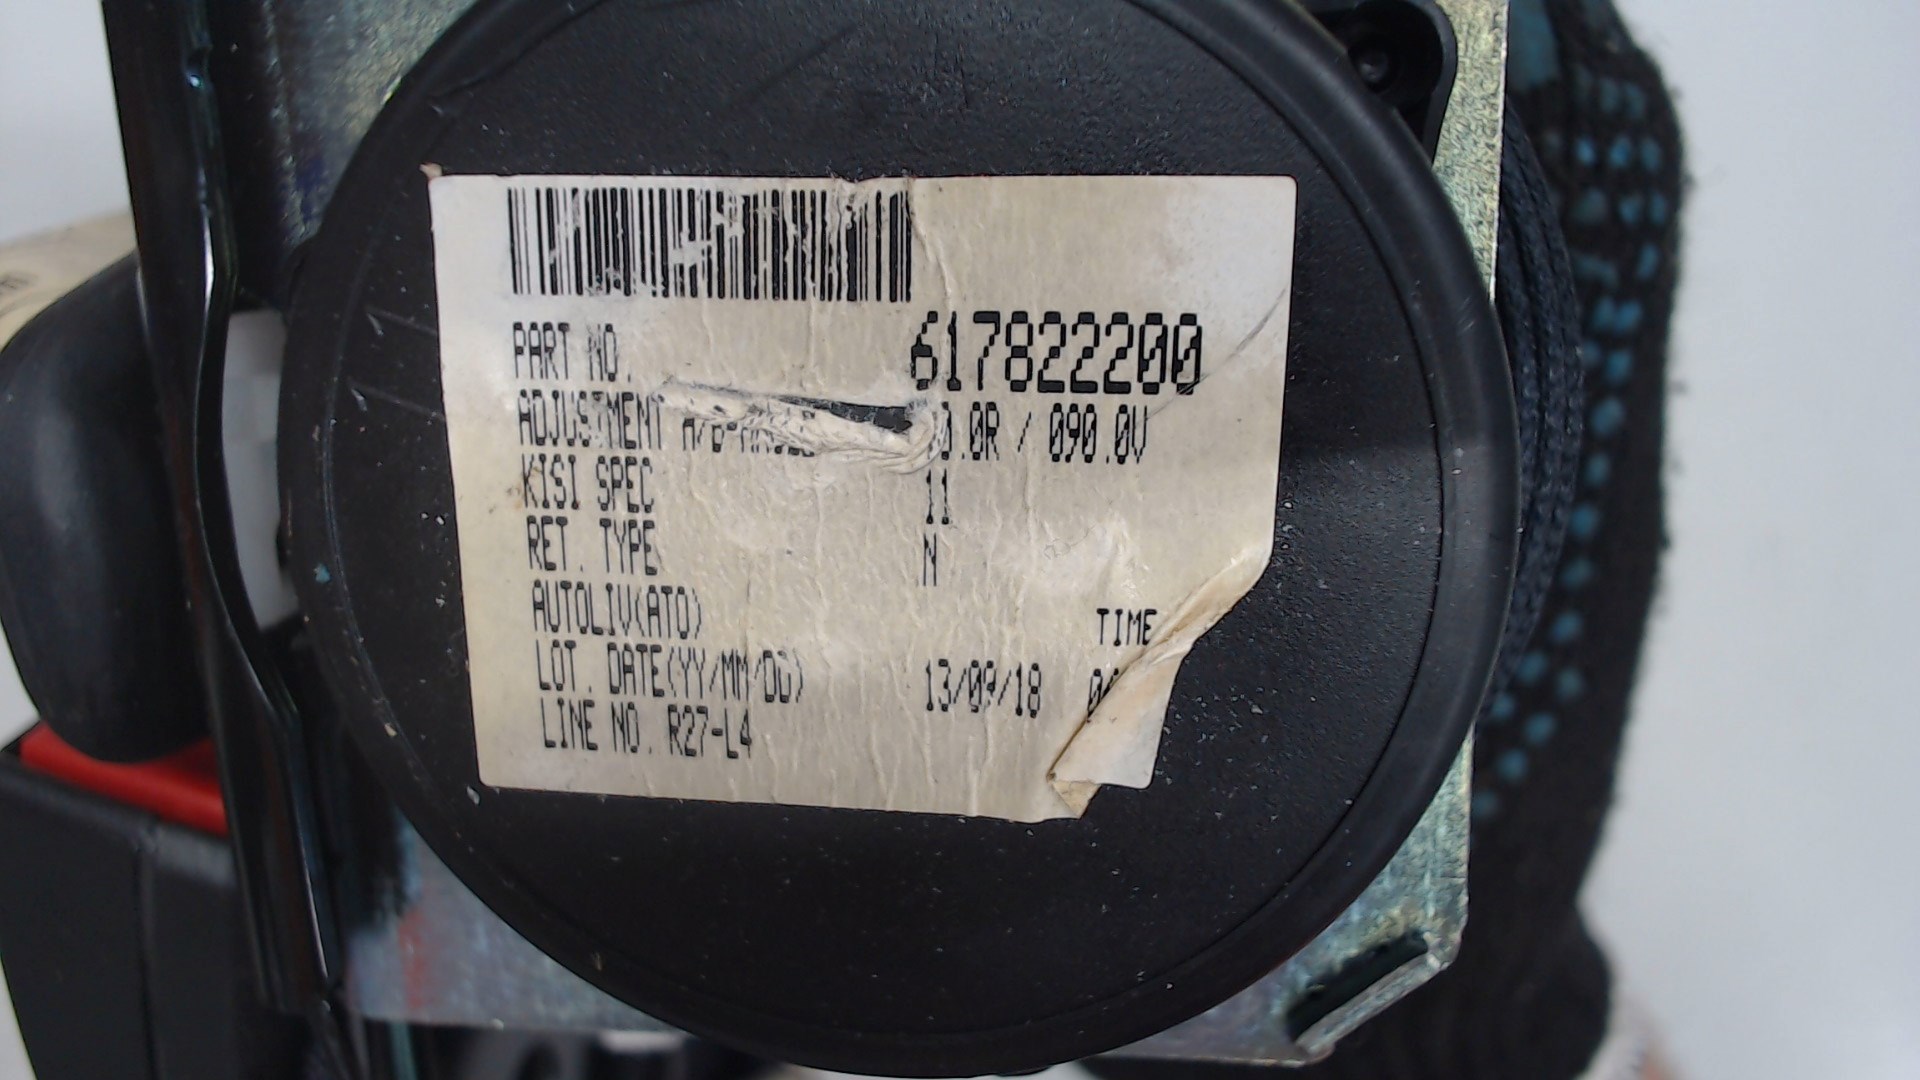 PART NO. 617822200
ADJUSTMENT .0R / 090.0V
KISI SPEC 11
RET. TYPE N
AUTOLIV(ATO) TIME
LOT. DATE(YY/MM/DD) 13/09/18
LINE NO. R27-L4